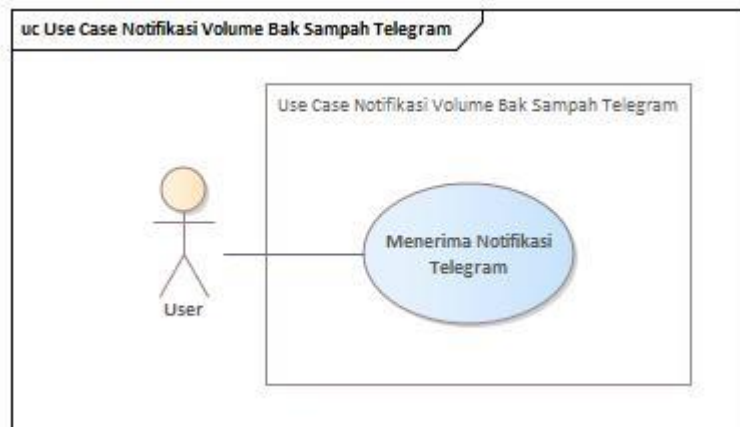 uc Use Case Notifikasi Volume Bak Sampah Telegram
Use Case Notifikasi Volume Bak Sampah Telegram
Menerima Notifikasi
Telegram
User